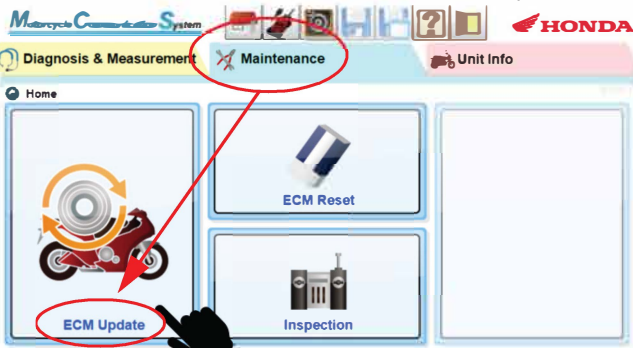 Motorcycle Communication System
HONDA
Diagnosis & Measurement
Maintenance
Unit Info
Home
ECM Reset
ECM Update
Inspection